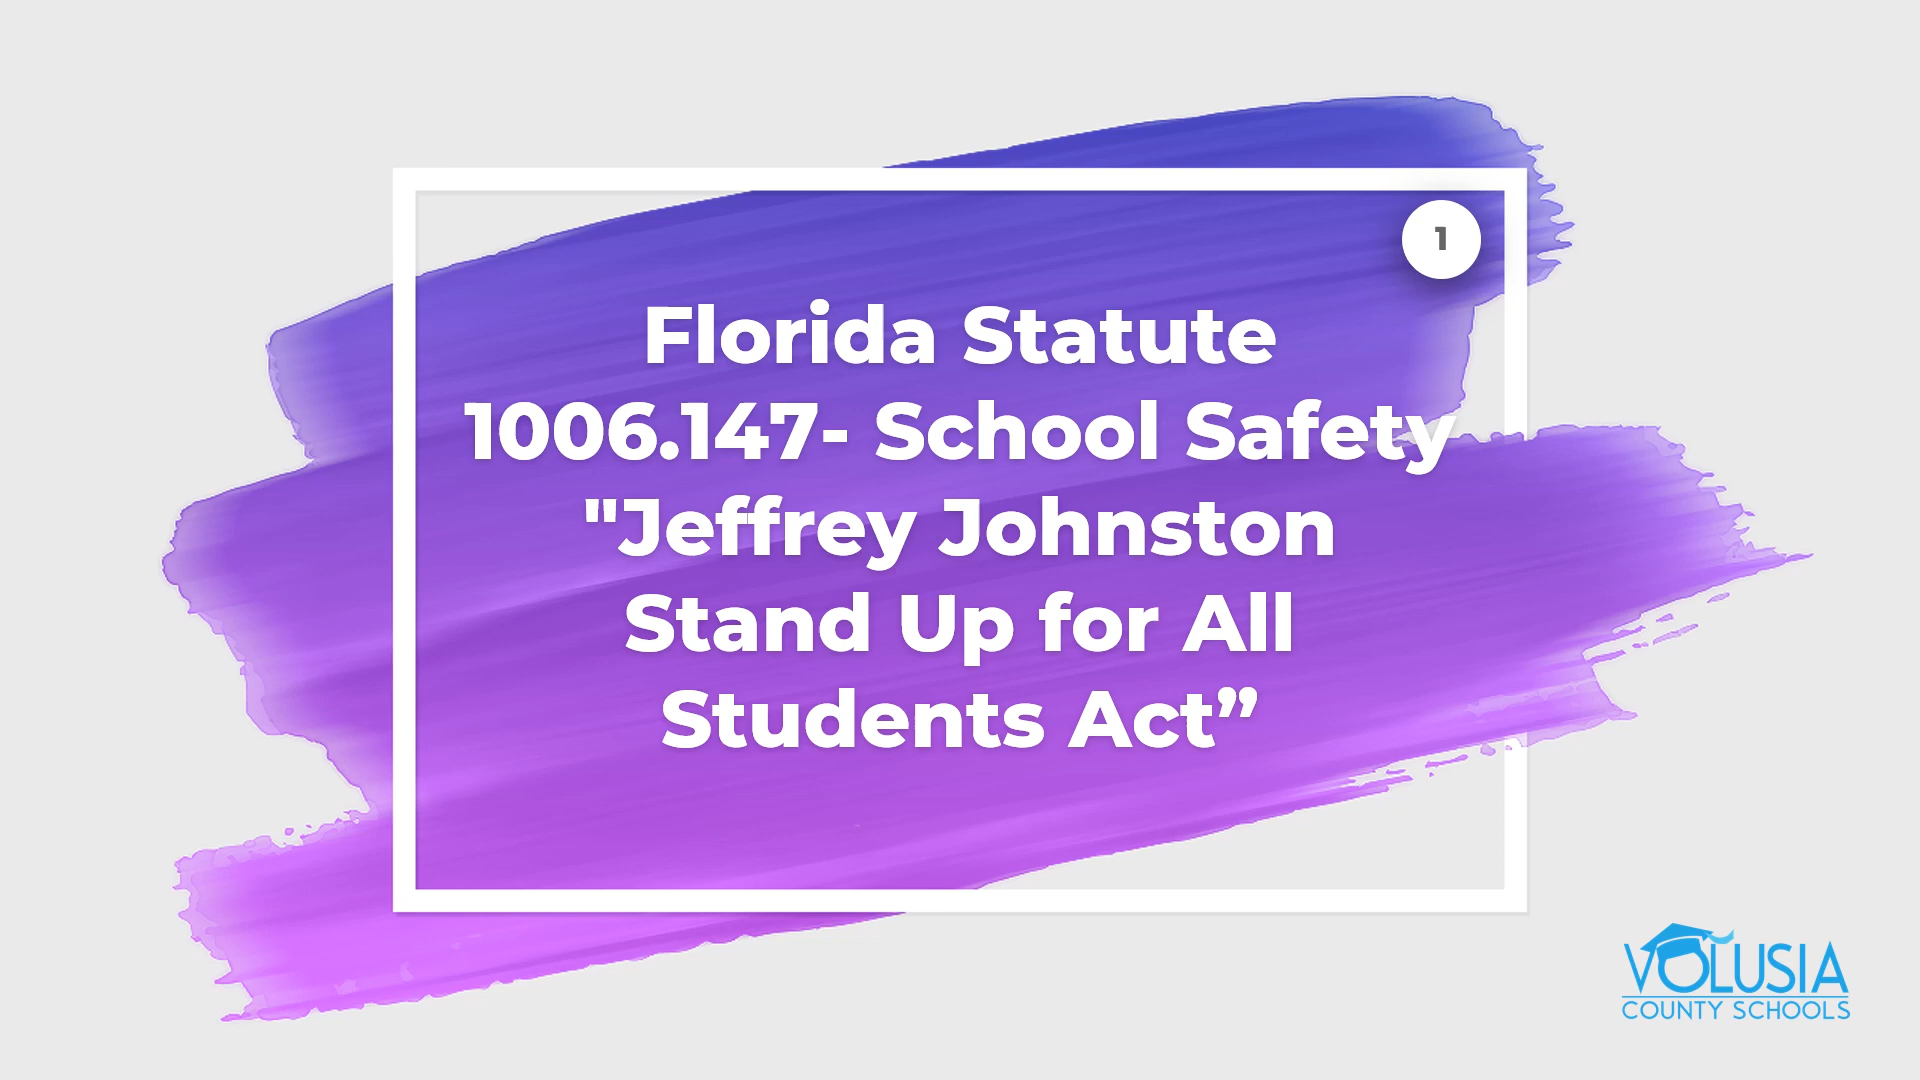 1
Florida Statute
1006.147- School Safety
"Jeffrey Johnston
Stand Up for All
Students Act”
VOLUSIA
COUNTY SCHOOLS